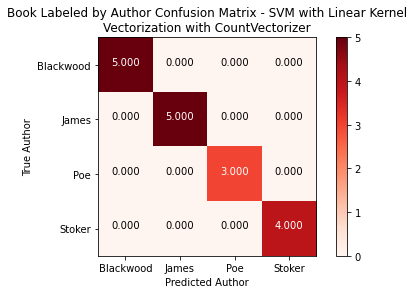 Book Labeled by Author Confusion Matrix - SVM with Linear Kernel
Vectorization with CountVectorizer
True Author
Blackwood 5.000 0.000 0.000 0.000
James 0.000 5.000 0.000 0.000
Poe 0.000 0.000 3.000 0.000
Stoker 0.000 0.000 0.000 4.000
Blackwood James Poe Stoker
Predicted Author
5
4
3
2
1
0